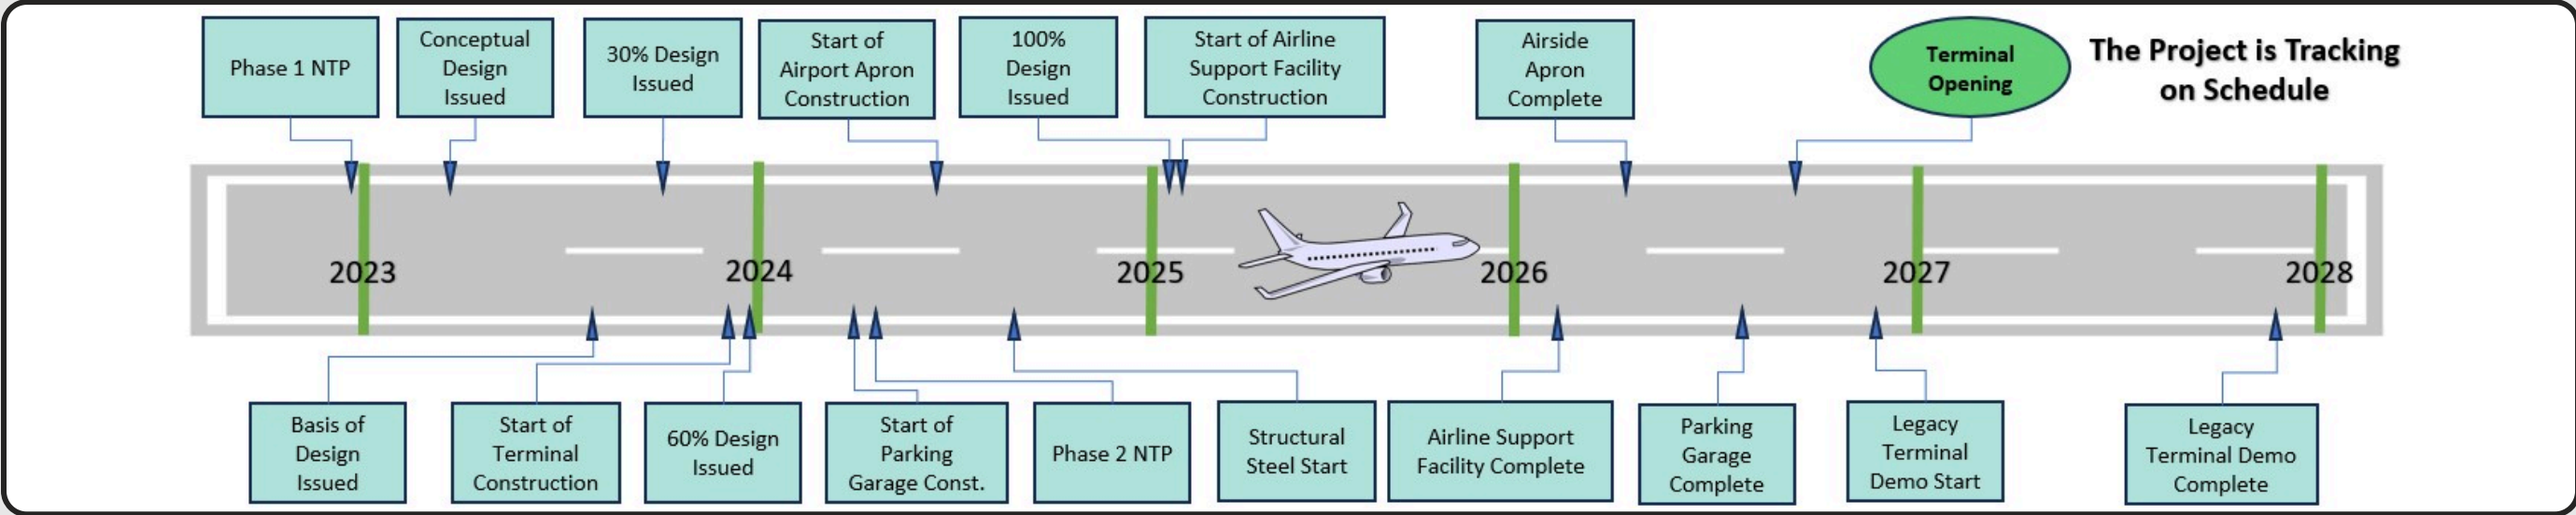 Phase 1 NTP
Conceptual
Design
Issued
30% Design
Issued
Start of
Airport Apron
Construction
100%
Design
Issued
Start of Airline
Support Facility
Construction
Airside
Apron
Complete
Terminal
Opening
The Project is Tracking
on Schedule
2023
2024
2025
2026
2027
2028
Basis of
Design
Issued
Start of
Terminal
Construction
60% Design
Issued
Start of
Parking
Garage Const.
Phase 2 NTP
Structural
Steel Start
Airline Support
Facility Complete
Parking
Garage
Complete
Legacy
Terminal
Demo Start
Legacy
Terminal Demo
Complete